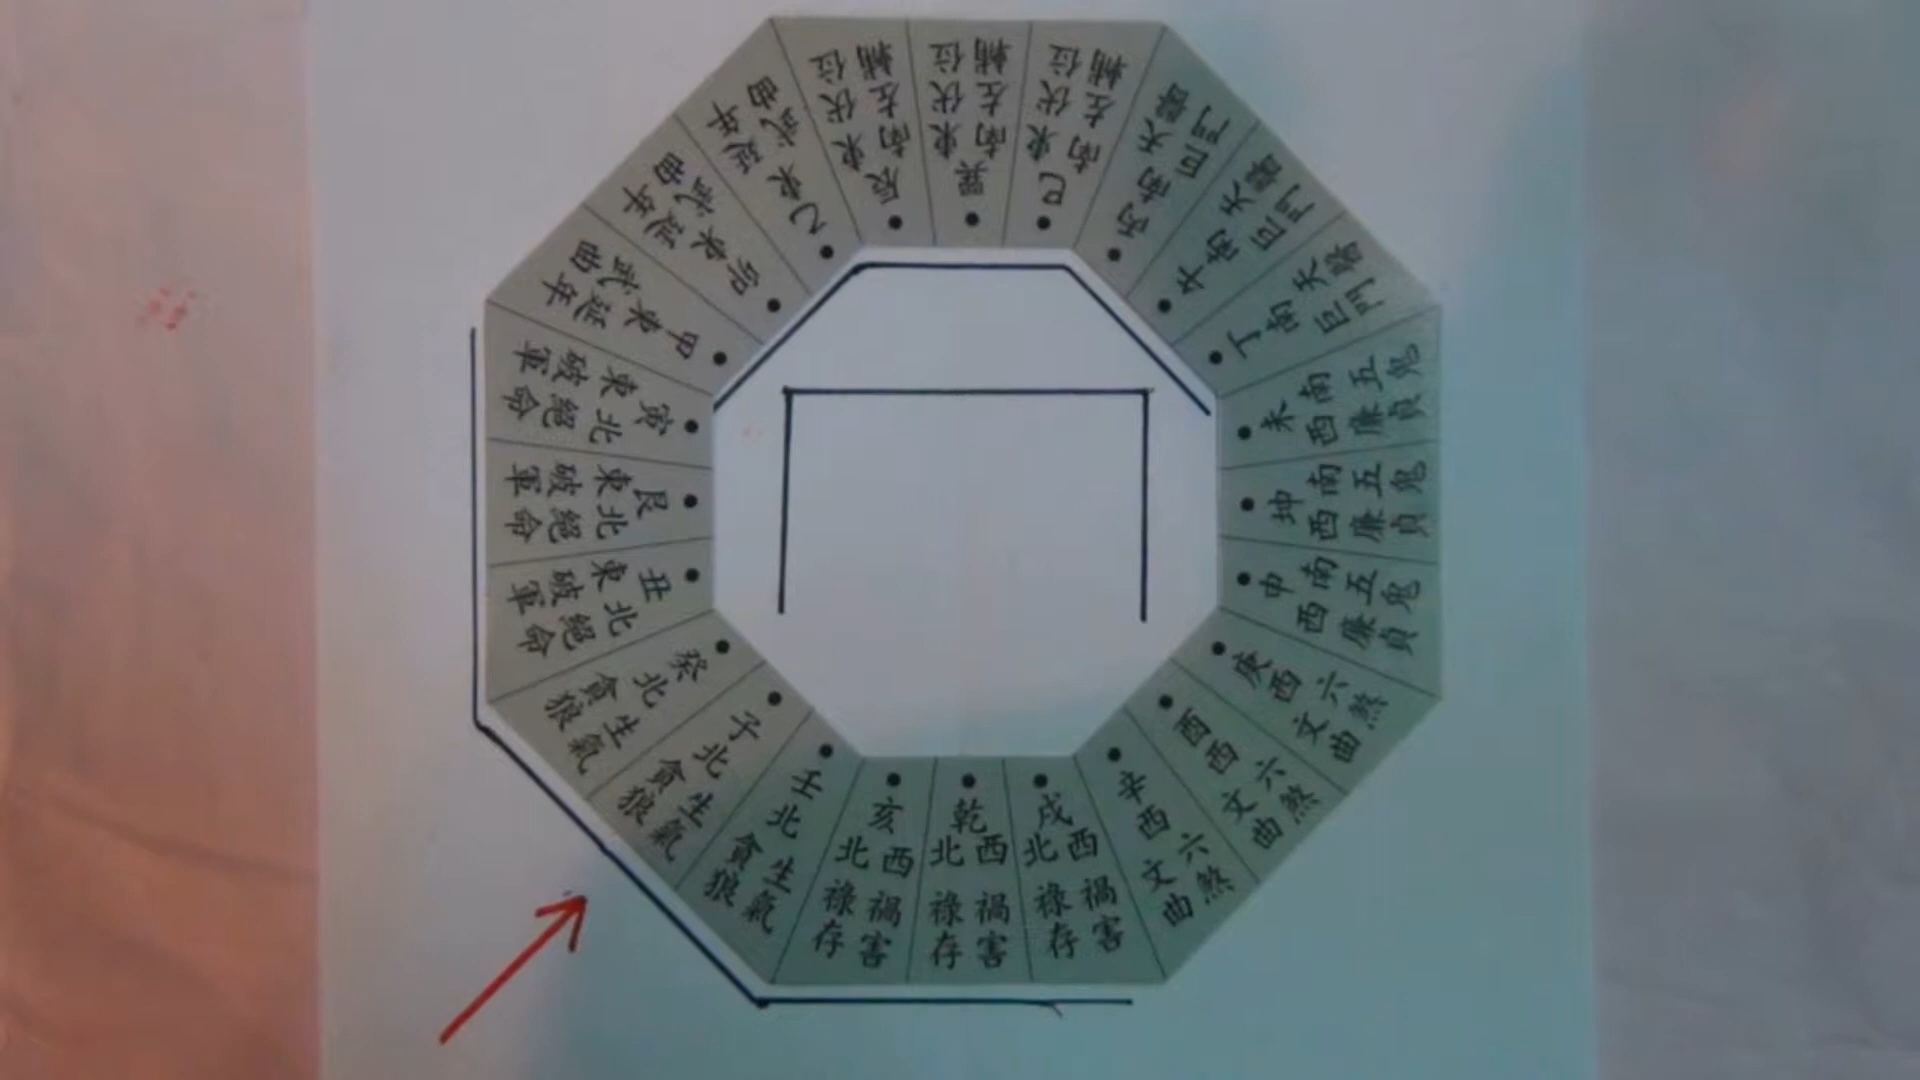 辰 東南 左輔 伏位
巽 東南 左輔 伏位
巳 東南 左輔 伏位
丙 南 巨門 天醫
午 南 巨門 天醫
丁 南 巨門 天醫
未 西南 廉貞 五鬼
坤 西南 廉貞 五鬼
申 西南 廉貞 五鬼
庚 西 文曲 六煞
酉 西 文曲 六煞
辛 西 文曲 六煞
戌 西北 祿存 禍害
乾 西北 祿存 禍害
亥 西北 祿存 禍害
壬 北 貪狼 生氣
子 北 貪狼 生氣
癸 北 貪狼 生氣
丑 東北 破軍 絕命
艮 東北 破軍 絕命
寅 東北 破軍 絕命
甲 東 武曲 延年
卯 東 武曲 延年
乙 東 武曲 延年